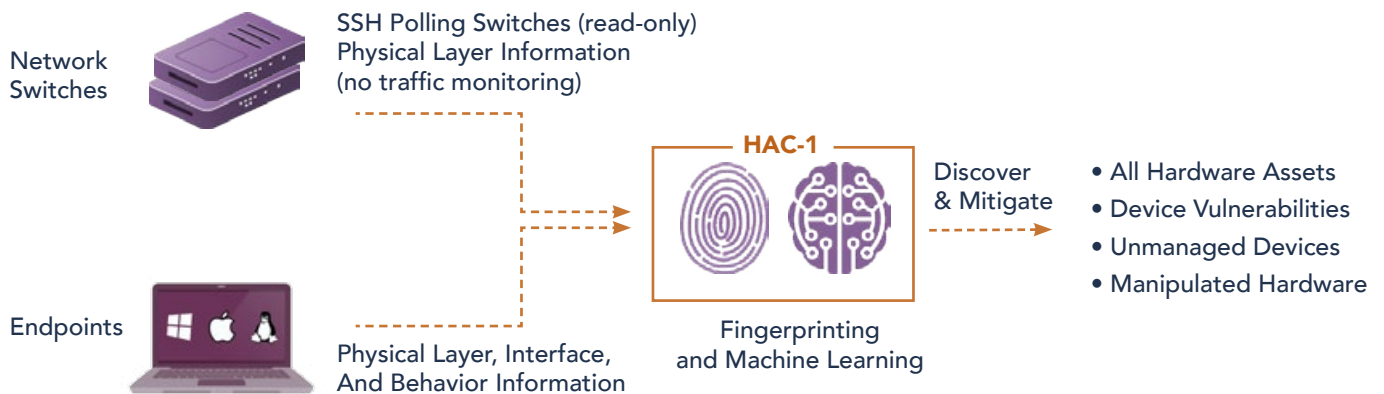 Network
Switches
SSH Polling Switches (read-only)
Physical Layer Information
(no traffic monitoring)
HAC-1
Discover
& Mitigate
• All Hardware Assets
• Device Vulnerabilities
• Unmanaged Devices
• Manipulated Hardware
Fingerprinting
and Machine Learning
Endpoints
Physical Layer, Interface,
And Behavior Information